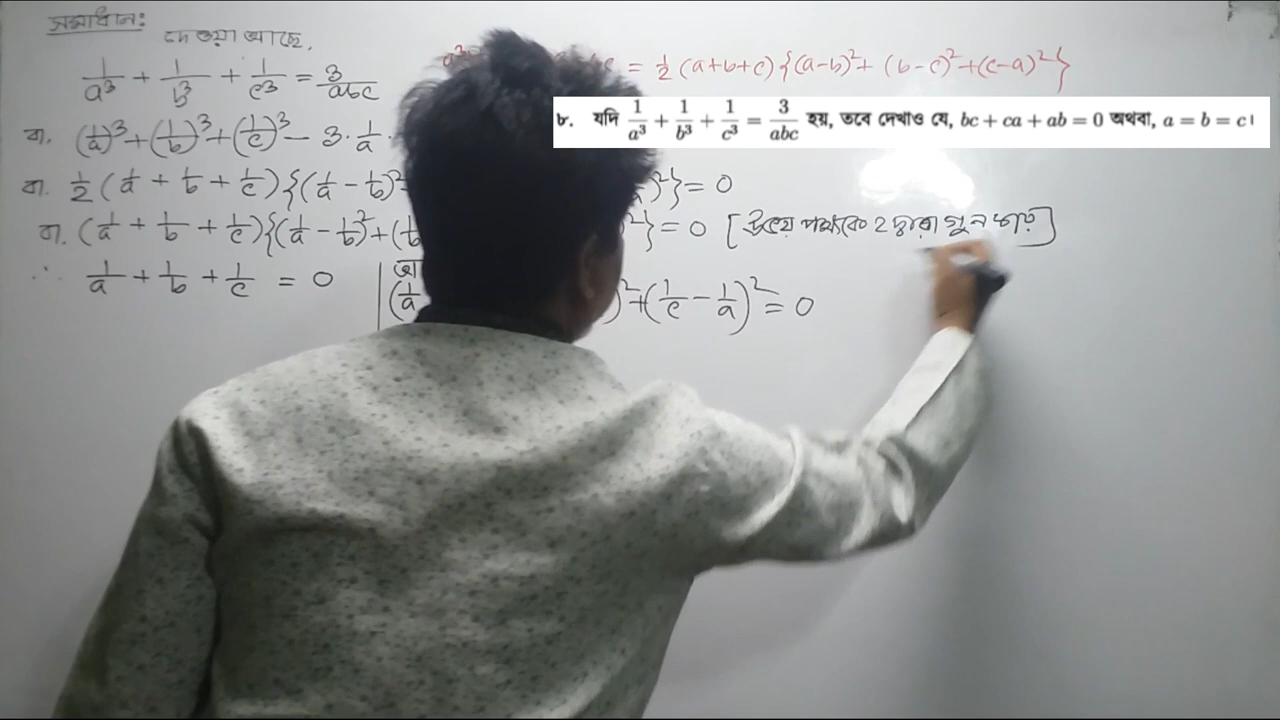 সমাধান:
দেওয়া আছে,
= 1/2 (a+b+c) {(a-b)² + (b-c)² + (c-a)²}
1/a³ + 1/b³ + 1/c³ = 3/abc
৮. যদি 1/a³ + 1/b³ + 1/c³ = 3/abc হয়, তবে দেখাও যে, bc + ca + ab = 0 অথবা, a = b = c।
বা. (1/a)³ + (1/b)³ + (1/c)³ - 3·1/a·
বা. 1/2 (1/a + 1/b + 1/c) {(1/a - 1/b)² )²} = 0
বা. (1/a + 1/b + 1/c) {(1/a - 1/b)² + (1/b ²} = 0 [উভয় পক্ষকে 2 দ্বারা গুন করে]
∴ 1/a + 1/b + 1/c = 0
(1/a )² + (1/c - 1/a)² = 0